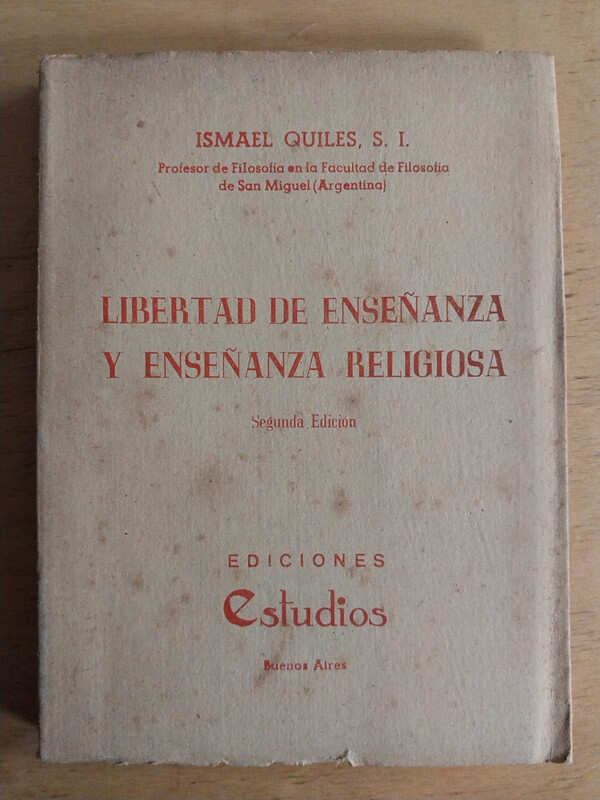 ISMAEL QUILES, S. I.
Profesor de Filosofía en la Facultad de Filosofía
de San Miguel (Argentina)
LIBERTAD DE ENSEÑANZA
Y ENSEÑANZA RELIGIOSA
Segunda Edición
EDICIONES
Estudios
Buenos Aires